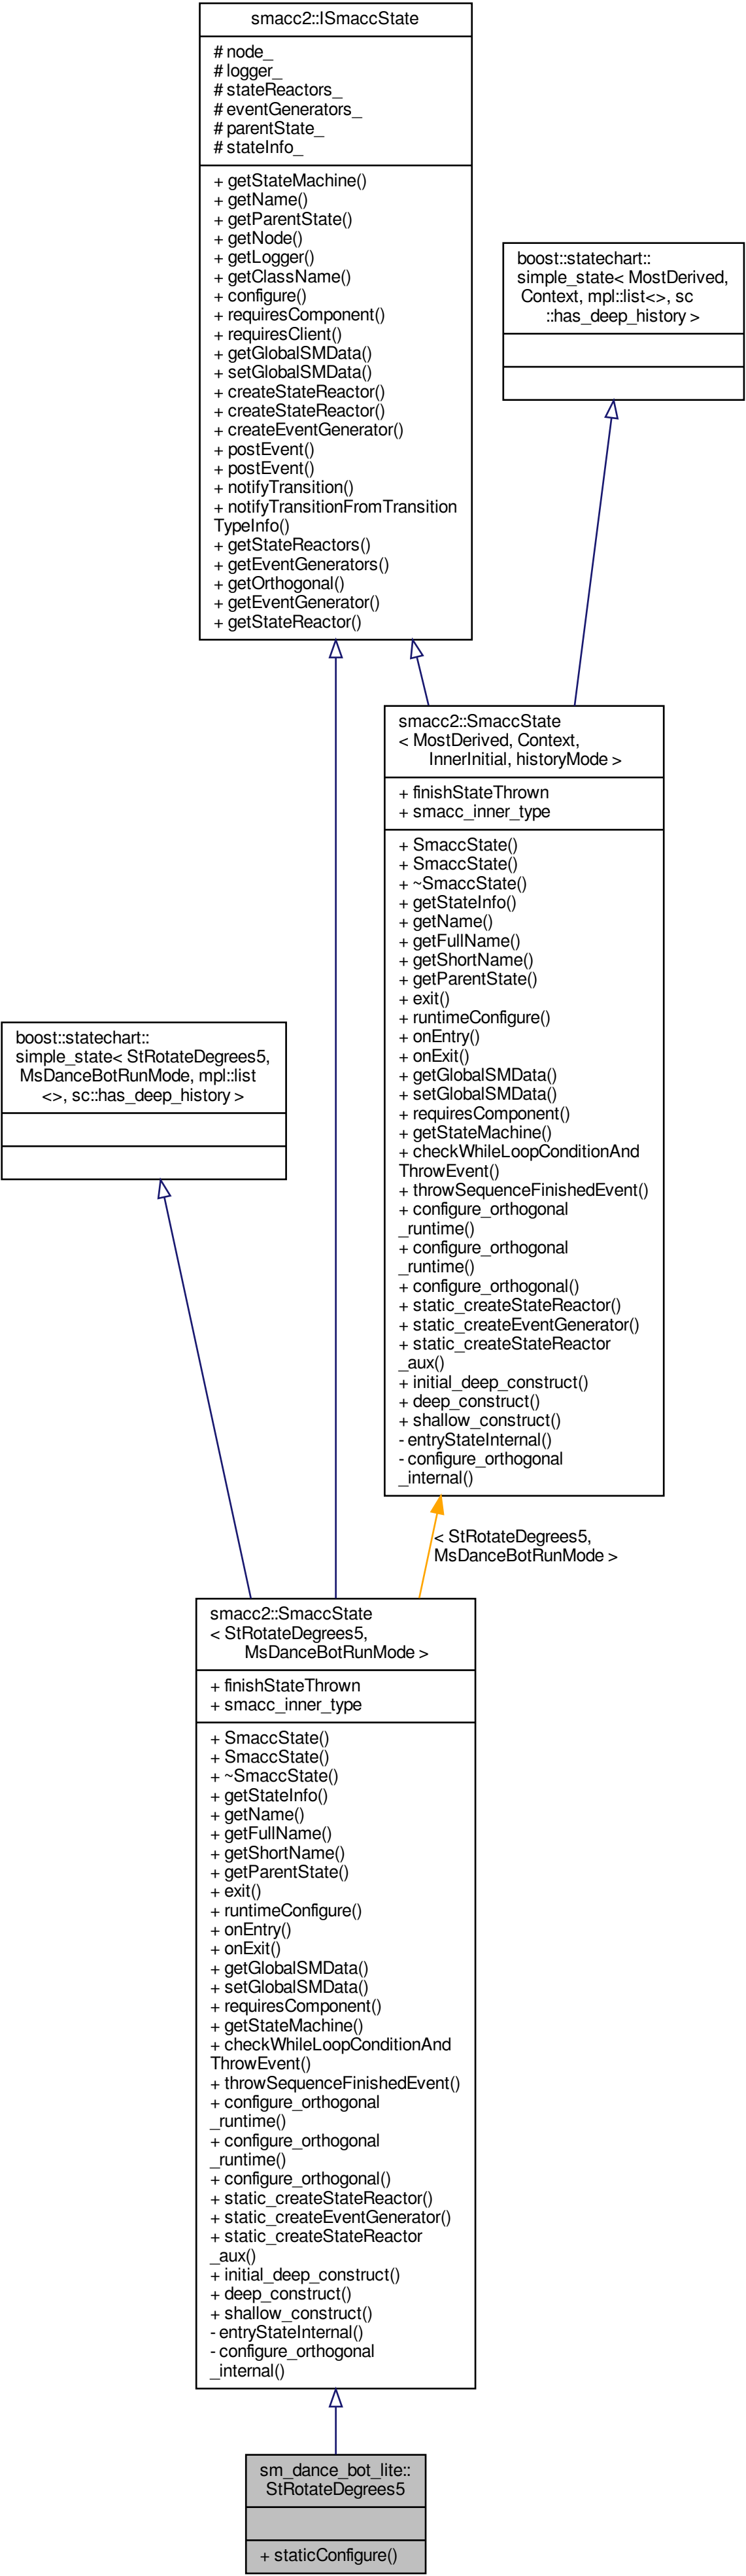 smacc2::ISmaccState
# node_
# logger_
# stateReactors_
# eventGenerators_
# parentState_
# stateInfo_
+ getStateMachine()
+ getName()
+ getParentState()
+ getNode()
+ getLogger()
+ getClassName()
+ configure()
+ requiresComponent()
+ requiresClient()
+ getGlobalSMData()
+ setGlobalSMData()
+ createStateReactor()
+ createStateReactor()
+ createEventGenerator()
+ postEvent()
+ postEvent()
+ notifyTransition()
+ notifyTransitionFromTransition
TypeInfo()
+ getStateReactors()
+ getEventGenerators()
+ getOrthogonal()
+ getEventGenerator()
+ getStateReactor()
boost::statechart::
simple_state< MostDerived,
Context, mpl::list<>, sc
::has_deep_history >
smacc2::SmaccState
< MostDerived, Context,
InnerInitial, historyMode >
+ finishStateThrown
+ smacc_inner_type
+ SmaccState()
+ SmaccState()
+ ~SmaccState()
+ getStateInfo()
+ getName()
+ getFullName()
+ getShortName()
+ getParentState()
+ exit()
+ runtimeConfigure()
+ onEntry()
+ onExit()
+ getGlobalSMData()
+ setGlobalSMData()
+ requiresComponent()
+ getStateMachine()
+ checkWhileLoopConditionAnd
ThrowEvent()
+ throwSequenceFinishedEvent()
+ configure_orthogonal
_runtime()
+ configure_orthogonal
_runtime()
+ configure_orthogonal()
+ static_createStateReactor()
+ static_createEventGenerator()
+ static_createStateReactor
_aux()
+ initial_deep_construct()
+ deep_construct()
+ shallow_construct()
- entryStateInternal()
- configure_orthogonal
_internal()
boost::statechart::
simple_state< StRotateDegrees5,
MsDanceBotRunMode, mpl::list
<>, sc::has_deep_history >
< StRotateDegrees5,
MsDanceBotRunMode >
smacc2::SmaccState
< StRotateDegrees5,
MsDanceBotRunMode >
+ finishStateThrown
+ smacc_inner_type
+ SmaccState()
+ SmaccState()
+ ~SmaccState()
+ getStateInfo()
+ getName()
+ getFullName()
+ getShortName()
+ getParentState()
+ exit()
+ runtimeConfigure()
+ onEntry()
+ onExit()
+ getGlobalSMData()
+ setGlobalSMData()
+ requiresComponent()
+ getStateMachine()
+ checkWhileLoopConditionAnd
ThrowEvent()
+ throwSequenceFinishedEvent()
+ configure_orthogonal
_runtime()
+ configure_orthogonal
_runtime()
+ configure_orthogonal()
+ static_createStateReactor()
+ static_createEventGenerator()
+ static_createStateReactor
_aux()
+ initial_deep_construct()
+ deep_construct()
+ shallow_construct()
- entryStateInternal()
- configure_orthogonal
_internal()
sm_dance_bot_lite::
StRotateDegrees5
+ staticConfigure()